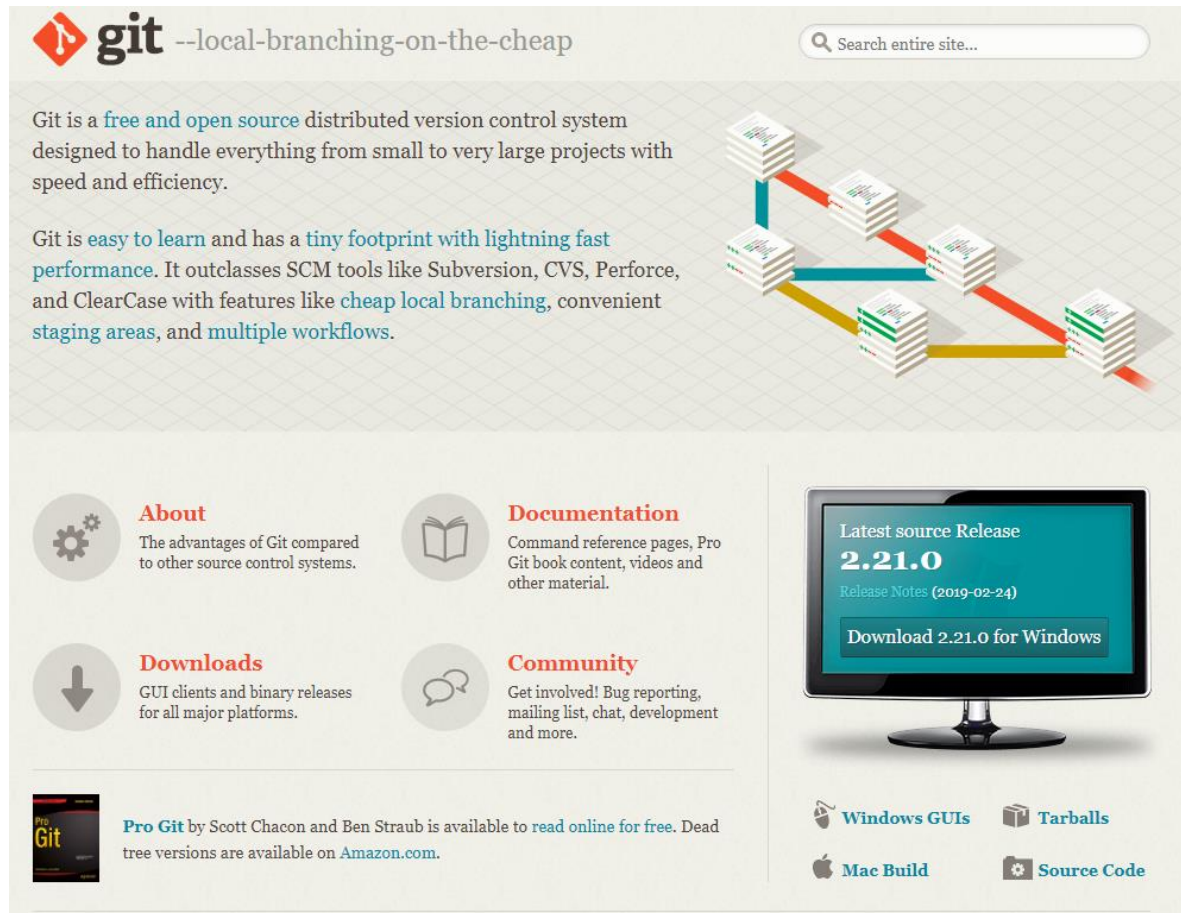 git --local-branching-on-the-cheap
Search entire site...
Git is a free and open source distributed version control system
designed to handle everything from small to very large projects with
speed and efficiency.
Git is easy to learn and has a tiny footprint with lightning fast
performance. It outclasses SCM tools like Subversion, CVS, Perforce,
and ClearCase with features like cheap local branching, convenient
staging areas, and multiple workflows.
About
The advantages of Git compared
to other source control systems.
Documentation
Command reference pages, Pro
Git book content, videos and
other material.
Downloads
GUI clients and binary releases
for all major platforms.
Community
Get involved! Bug reporting,
mailing list, chat, development
and more.
Latest source Release
2.21.0
Release Notes (2019-02-24)
Download 2.21.0 for Windows
Pro
Git
Pro Git by Scott Chacon and Ben Straub is available to read online for free. Dead
tree versions are available on Amazon.com.
Windows GUIs
Tarballs
Mac Build
Source Code